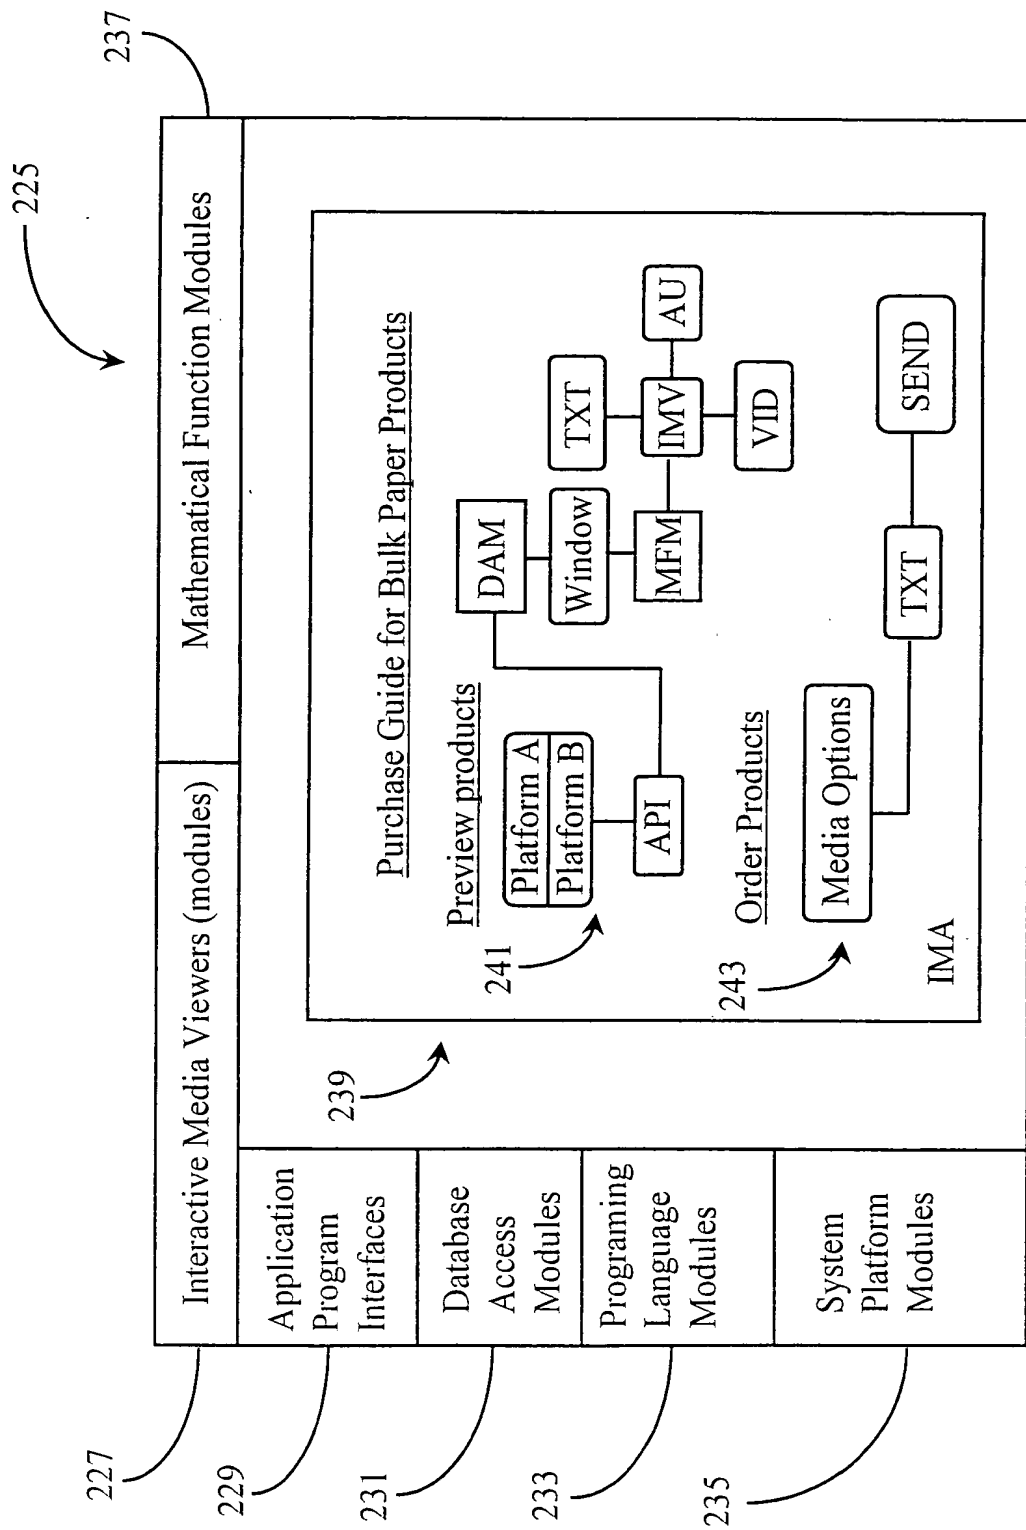 225
237
Interactive Media Viewers (modules)
Mathematical Function Modules
227
229
231
233
235
Application
Program
Interfaces
Database
Access
Modules
Programing
Language
Modules
System
Platform
Modules
239
Purchase Guide for Bulk Paper Products
Preview products
241
Platform A
Platform B
API
DAM
Window
MFM
TXT
IMV
AU
VID
Order Products
243
Media Options
TXT
SEND
IMA